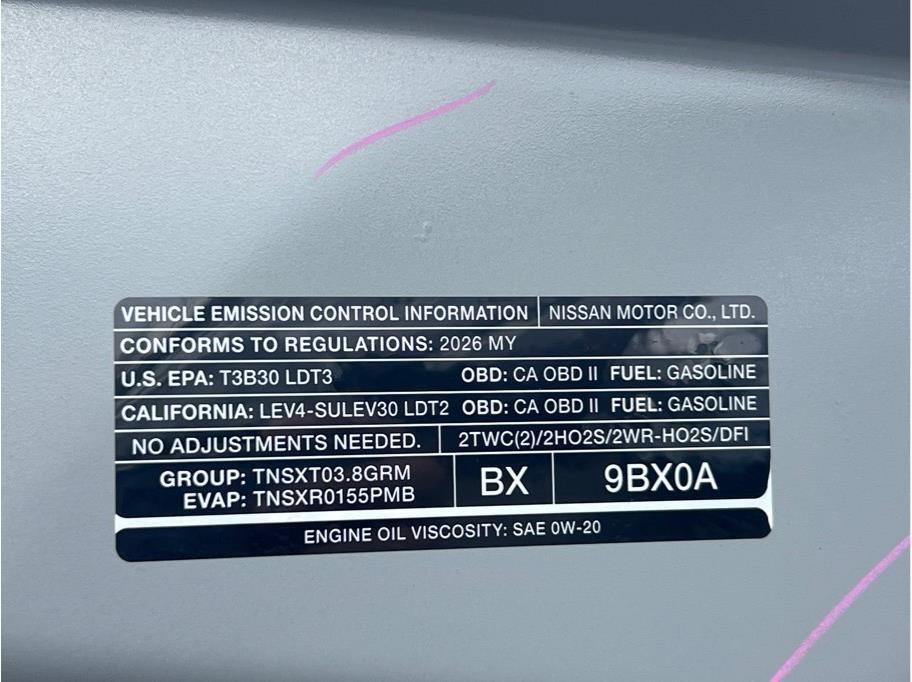 VEHICLE EMISSION CONTROL INFORMATION NISSAN MOTOR CO., LTD.
CONFORMS TO REGULATIONS: 2026 MY
U.S. EPA: T3B30 LDT3 OBD: CA OBD II FUEL: GASOLINE
CALIFORNIA: LEV4-SULEV30 LDT2 OBD: CA OBD II FUEL: GASOLINE
NO ADJUSTMENTS NEEDED. 2TWC(2)/2HO2S/2WR-HO2S/DFI
GROUP: TNSXT03.8GRM
EVAP: TNSXR0155PMB
BX
9BX0A
ENGINE OIL VISCOSITY: SAE 0W-20